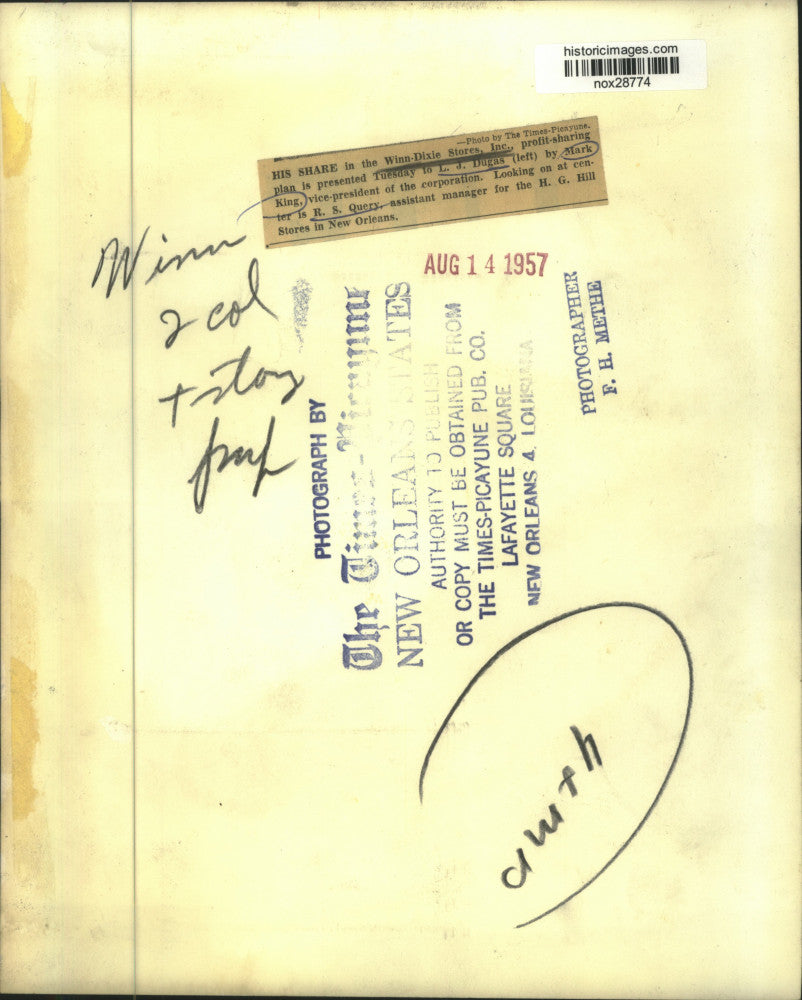 historicimages.com
nox28774
—Photo by The Times-Picayune.
HIS SHARE in the Winn-Dixie Stores, Inc., profit-sharing
plan is presented Tuesday to L. J. Dugas (left) by Mark
King, vice-president of the corporation. Looking on at cen-
ter is R. S. Query, assistant manager for the H. G. Hill
Stores in New Orleans.
AUG 14 1957
Winn
2 col
+ story
PHOTOGRAPH BY
The Times-Picayune
NEW ORLEANS STATES
AUTHORITY TO PUBLISH
OR COPY MUST BE OBTAINED FROM
THE TIMES-PICAYUNE PUB. CO.
LAFAYETTE SQUARE
NEW ORLEANS 4, LOUISIANA
PHOTOGRAPHER
F. H. METHE